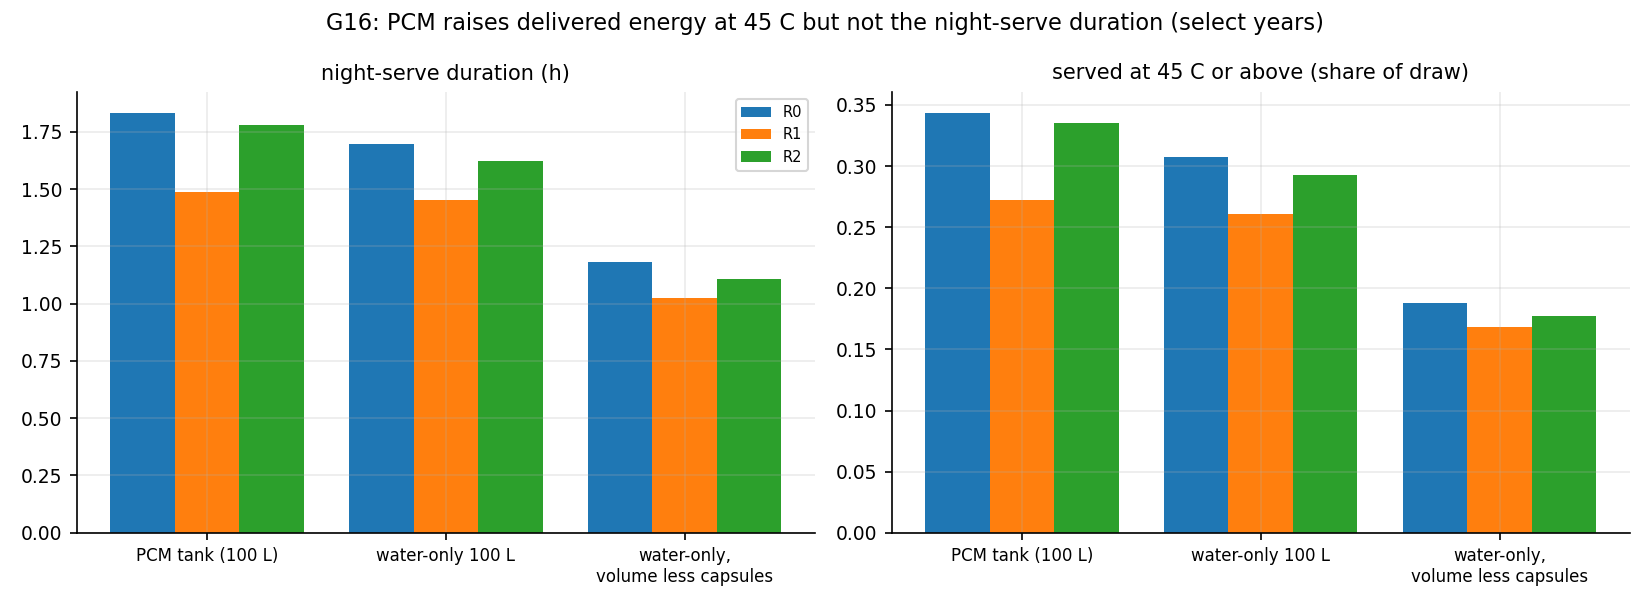 G16: PCM raises delivered energy at 45 C but not the night-serve duration (select years)
night-serve duration (h)
1.75
1.50
1.25
1.00
0.75
0.50
0.25
0.00
R0
R1
R2
PCM tank (100 L)
water-only 100 L
water-only,
volume less capsules
served at 45 C or above (share of draw)
0.35
0.30
0.25
0.20
0.15
0.10
0.05
0.00
PCM tank (100 L)
water-only 100 L
water-only,
volume less capsules